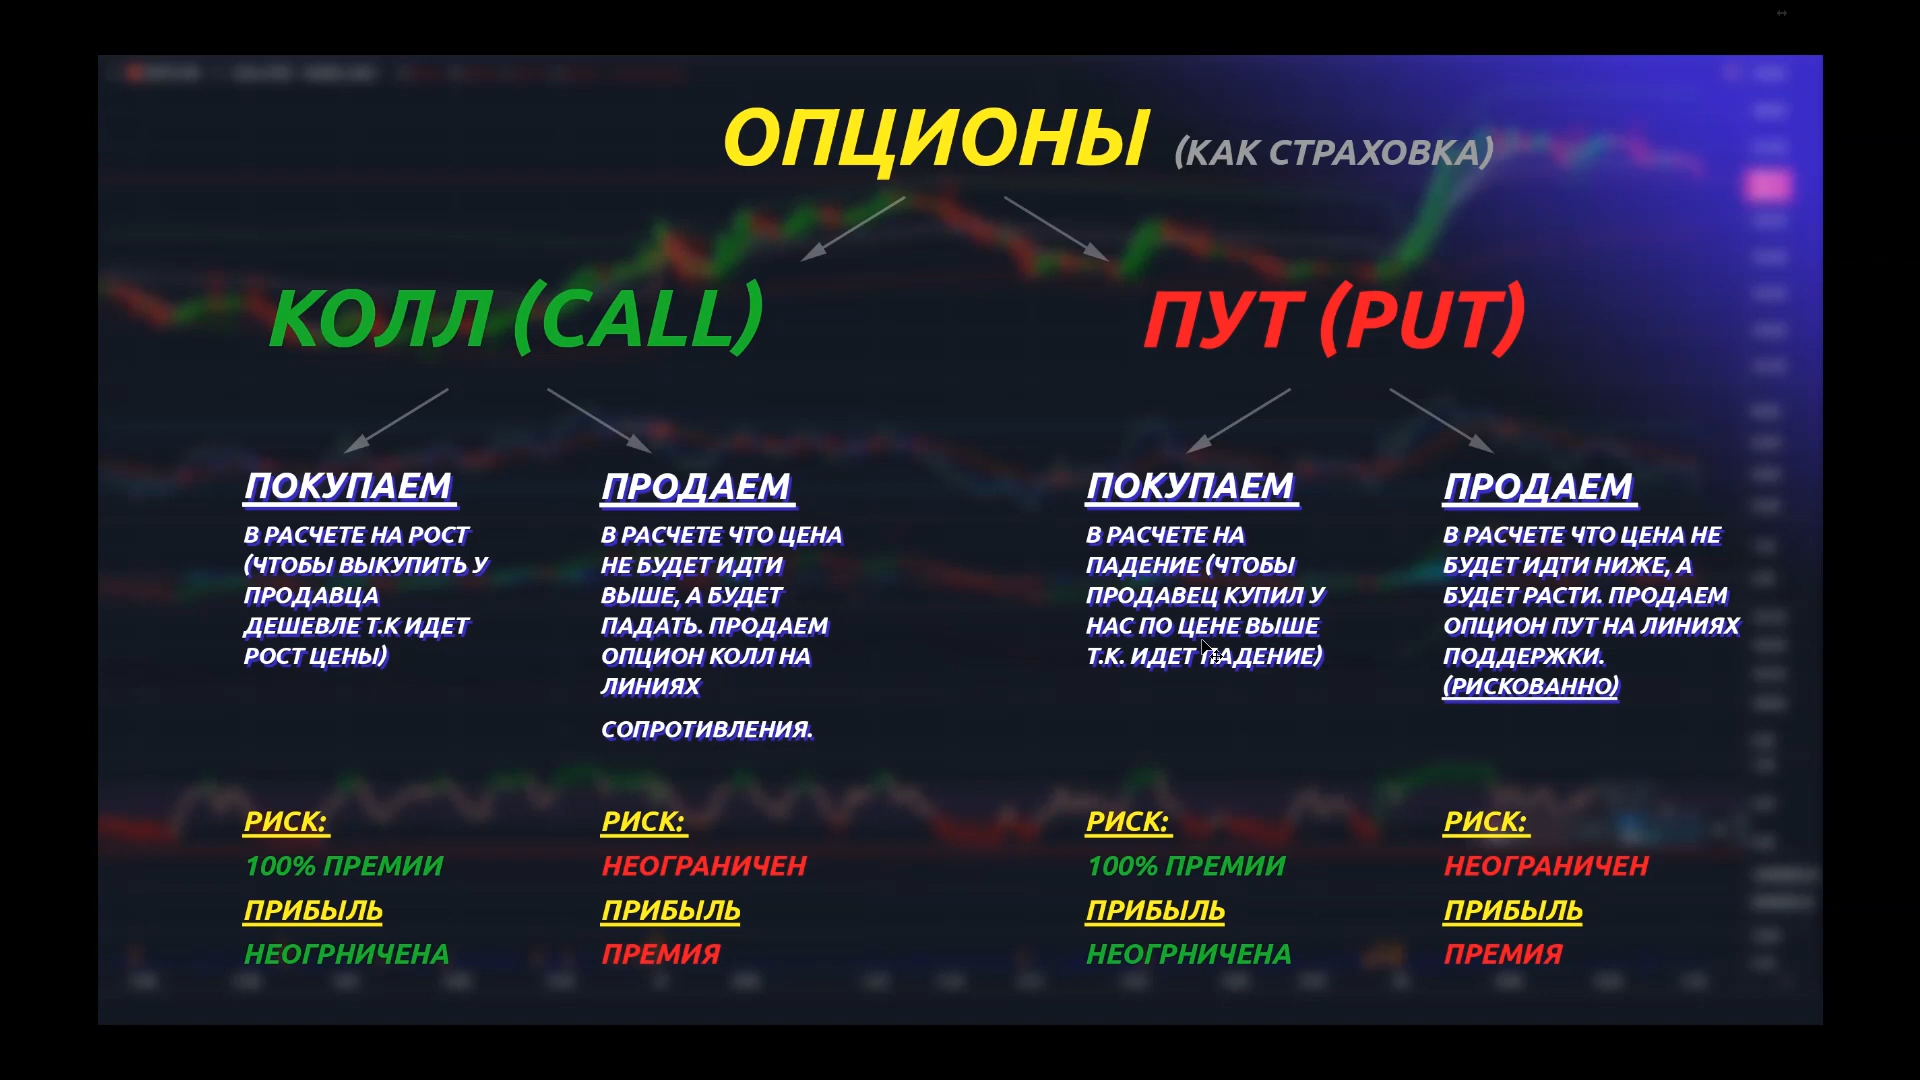 ОПЦИОНЫ (КАК СТРАХОВКА)
КОЛЛ (CALL)
ПУТ (PUT)
ПОКУПАЕМ
В РАСЧЕТЕ НА РОСТ
(ЧТОБЫ ВЫКУПИТЬ У
ПРОДАВЦА
ДЕШЕВЛЕ Т.К ИДЕТ
РОСТ ЦЕНЫ)
РИСК:
100% ПРЕМИИ
ПРИБЫЛЬ
НЕОГРНИЧЕНА
ПРОДАЕМ
В РАСЧЕТЕ ЧТО ЦЕНА
НЕ БУДЕТ ИДТИ
ВЫШЕ, А БУДЕТ
ПАДАТЬ. ПРОДАЕМ
ОПЦИОН КОЛЛ НА
ЛИНИЯХ
СОПРОТИВЛЕНИЯ.
РИСК:
НЕОГРАНИЧЕН
ПРИБЫЛЬ
ПРЕМИЯ
ПОКУПАЕМ
В РАСЧЕТЕ НА
ПАДЕНИЕ (ЧТОБЫ
ПРОДАВЕЦ КУПИЛ У
НАС ПО ЦЕНЕ ВЫШЕ
Т.К. ИДЕТ ПАДЕНИЕ)
РИСК:
100% ПРЕМИИ
ПРИБЫЛЬ
НЕОГРНИЧЕНА
ПРОДАЕМ
В РАСЧЕТЕ ЧТО ЦЕНА НЕ
БУДЕТ ИДТИ НИЖЕ, А
БУДЕТ РАСТИ. ПРОДАЕМ
ОПЦИОН ПУТ НА ЛИНИЯХ
ПОДДЕРЖКИ.
(РИСКОВАННО)
РИСК:
НЕОГРАНИЧЕН
ПРИБЫЛЬ
ПРЕМИЯ